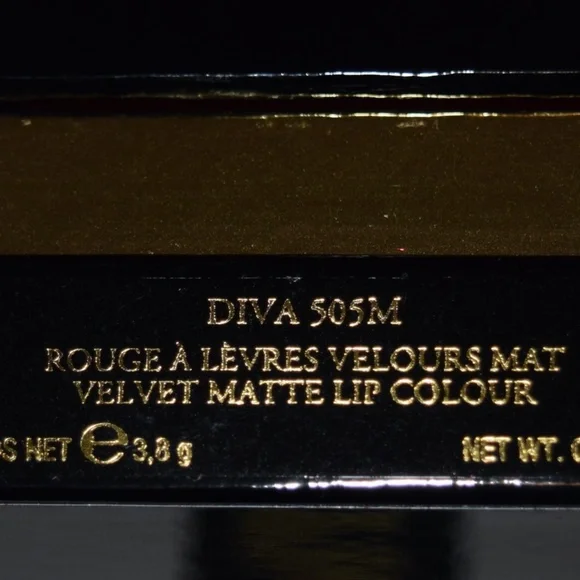 DIVA 505M
ROUGE À LÈVRES VELOURS MAT
VELVET MATTE LIP COLOUR
NET e 3,8 g NET WT.